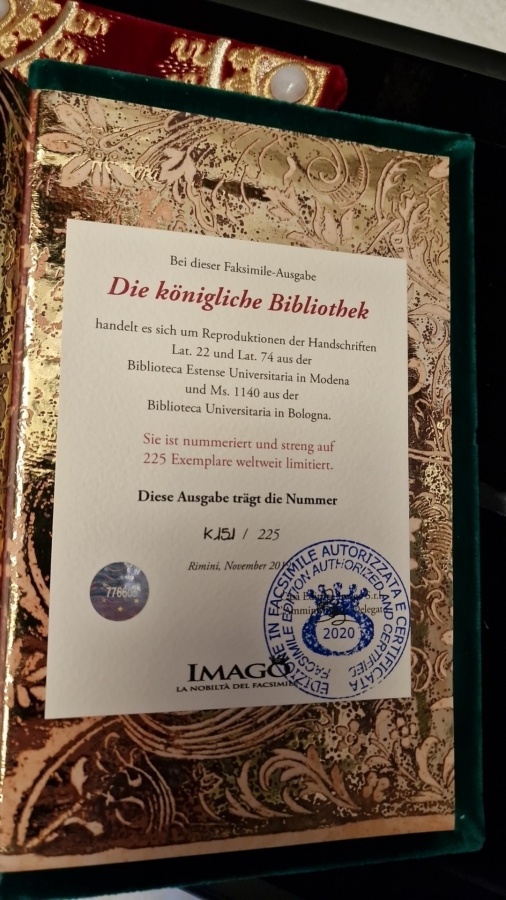 Bei dieser Faksimile-Ausgabe
Die königliche Bibliothek
handelt es sich um Reproduktionen der Handschriften
Lat. 22 und Lat. 74 aus der
Biblioteca Estense Universitaria in Modena
und Ms. 1140 aus der
Biblioteca Universitaria in Bologna.
Sie ist nummeriert und streng auf
225 Exemplare weltweit limitiert.
Diese Ausgabe trägt die Nummer
/ 225
Rimini, November
EDIZIONE IN FACSIMILE AUTORIZZATA E CERTIFICATA
FACSIMILE EDITION AUTHORIZED AND CERTIFIED
2020
IMAGO
LA NOBILTÀ DEL FACSIMILE